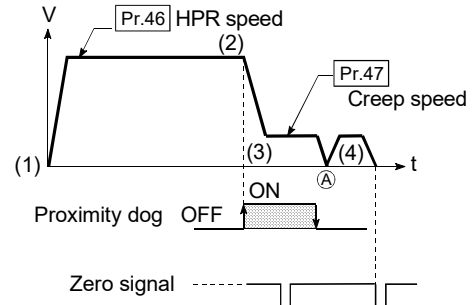 V
Pr.46 HPR speed
(2)
Pr.47
Creep speed
(1)
(3)
(4)
t
Ⓐ
ON
Proximity dog OFF
Zero signal